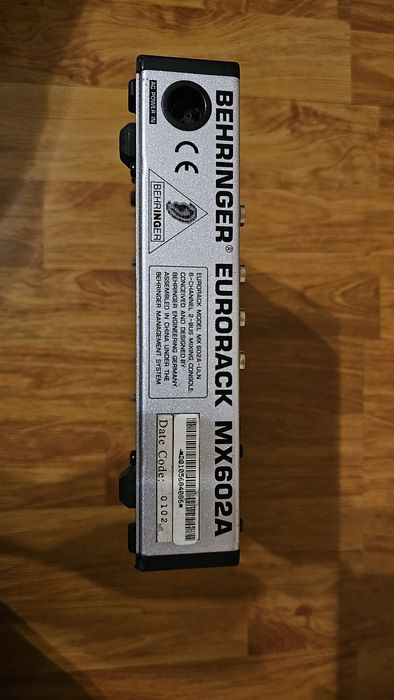 BEHRINGER® EURORACK MX602A
AC POWER IN
CE
BEHRINGER
EURORACK MODEL MX 602A-ULN
6-CHANNEL 2-BUS MIXING CONSOLE.
CONCEIVED AND DESIGNED BY
BEHRINGER ENGINEERING GERMANY.
ASSEMBLED IN CHINA UNDER THE
BEHRINGER MANAGEMENT SYSTEM.
Date Code: 0102